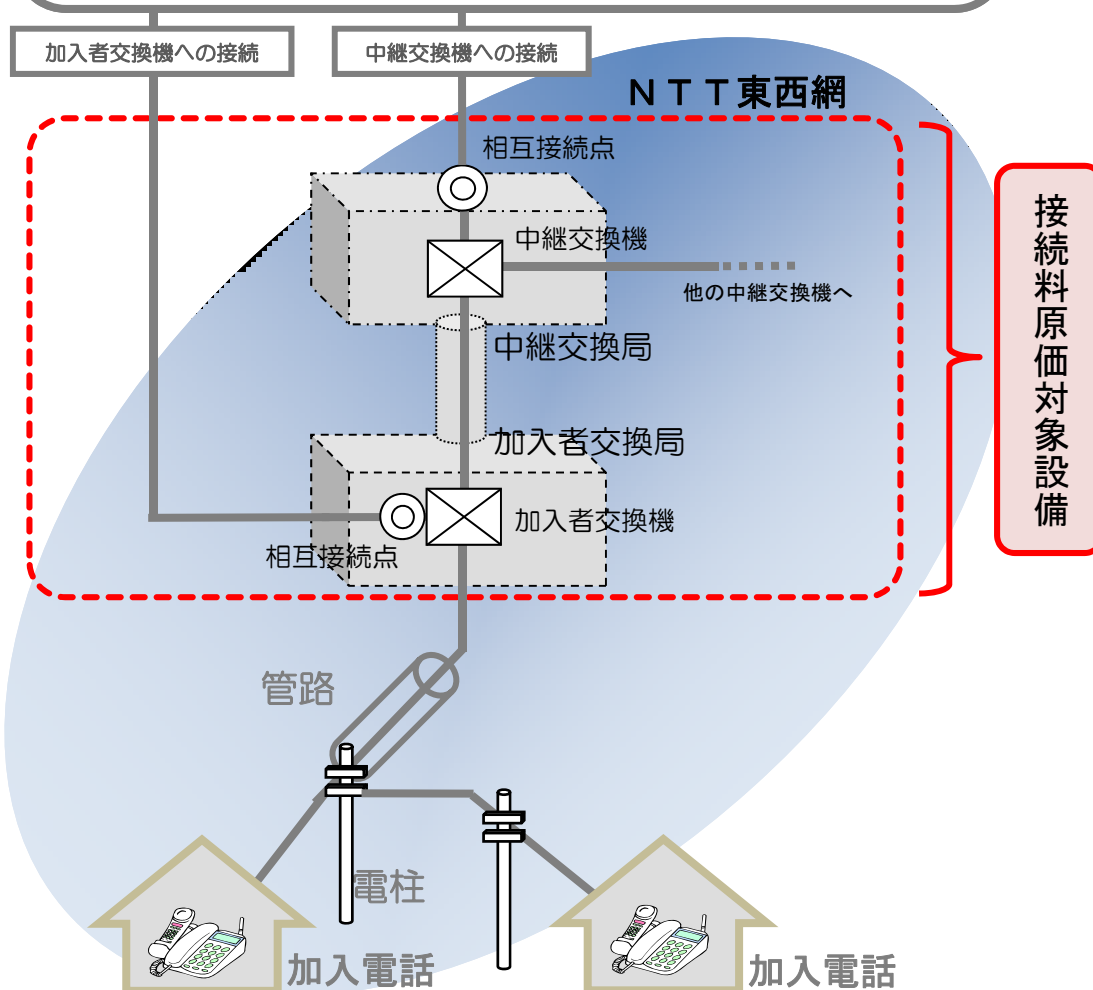 加入者交換機への接続
中継交換機への接続
ＮＴＴ東西網
相互接続点
中継交換機
他の中継交換機へ
中継交換局
加入者交換局
加入者交換機
相互接続点
接続料原価対象設備
管路
電柱
加入電話
加入電話